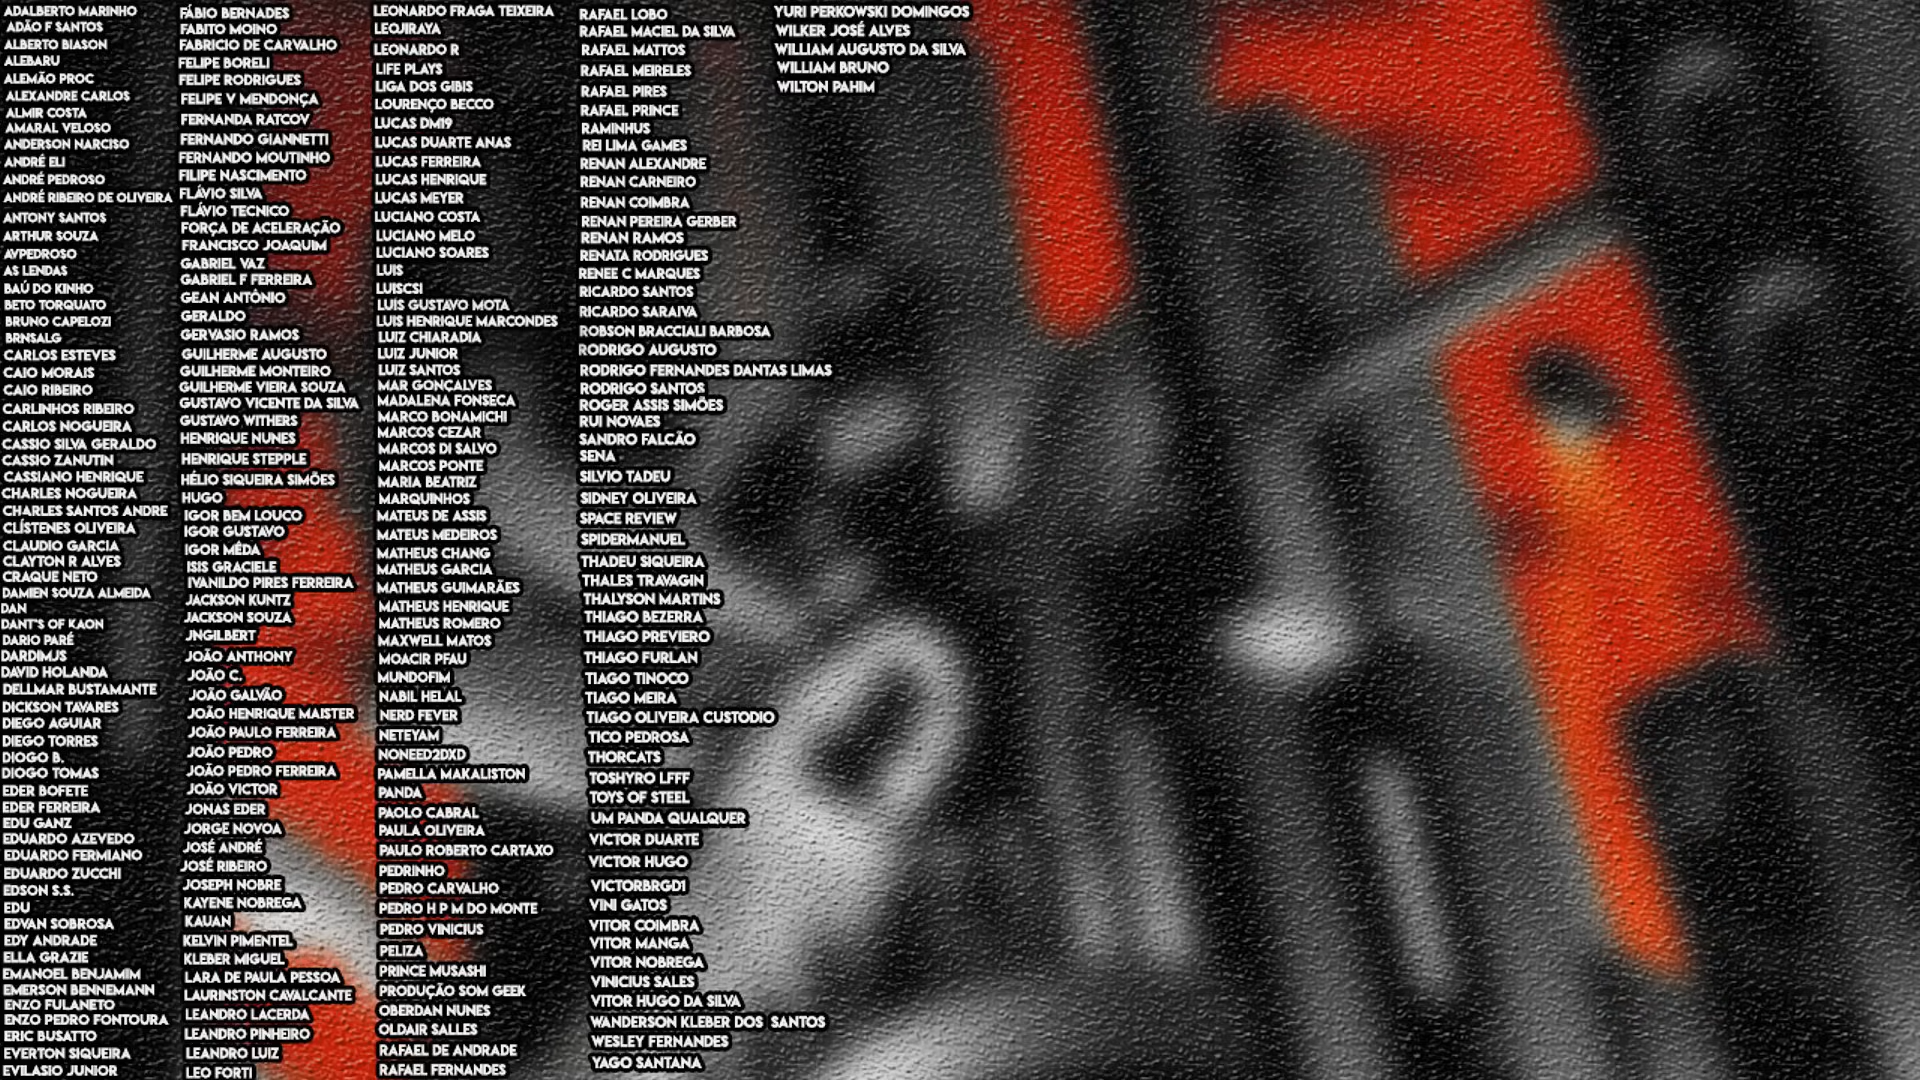 ADALBERTO MARINHO
ADÃO F SANTOS
ALBERTO BIASON
ALEBARU
ALEMÃO PROC
ALEXANDRE CARLOS
ALMIR COSTA
AMARAL VELOSO
ANDERSON NARCISO
ANDRÉ ELI
ANDRÉ PEDROSO
ANDRÉ RIBEIRO DE OLIVEIRA
ANTONY SANTOS
ARTHUR SOUZA
AVPEDROSO
AS LENDAS
BAÚ DO KINHO
BETO TORQUATO
BRUNO CAPELOZI
BRNSALG
CARLOS ESTEVES
CAIO MORAIS
CAIO RIBEIRO
CARLINHOS RIBEIRO
CARLOS NOGUEIRA
CASSIO SILVA GERALDO
CASSIO ZANUTIN
CASSIANO HENRIQUE
CHARLES NOGUEIRA
CHARLES SANTOS ANDRE
CLÍSTENES OLIVEIRA
CLAUDIO GARCIA
CLAYTON R ALVES
CRAQUE NETO
DAMIEN SOUZA ALMEIDA
DAN
DANT'S OF KAON
DARIO PARÉ
DARDIMJS
DAVID HOLANDA
DELLMAR BUSTAMANTE
DICKSON TAVARES
DIEGO AGUIAR
DIEGO TORRES
DIOGO B.
DIOGO TOMAS
EDER BOFETE
EDER FERREIRA
EDU GANZ
EDUARDO AZEVEDO
EDUARDO FERMIANO
EDUARDO ZUCCHI
EDSON S.S.
EDU
EDVAN SOBROSA
EDY ANDRADE
ELLA GRAZIE
EMANOEL BENJAMIM
EMERSON BENNEMANN
ENZO FULANETO
ENZO PEDRO FONTOURA
ERIC BUSATTO
EVERTON SIQUEIRA
EVILASIO JUNIOR
FÁBIO BERNADES
FABITO MOINO
FABRICIO DE CARVALHO
FELIPE BORELI
FELIPE RODRIGUES
FELIPE V MENDONÇA
FERNANDA RATCOV
FERNANDO GIANNETTI
FERNANDO MOUTINHO
FILIPE NASCIMENTO
FLÁVIO SILVA
FLÁVIO TECNICO
FORÇA DE ACELERAÇÃO
FRANCISCO JOAQUIM
GABRIEL VAZ
GABRIEL F FERREIRA
GEAN ANTÔNIO
GERALDO
GERVASIO RAMOS
GUILHERME AUGUSTO
GUILHERME MONTEIRO
GUILHERME VIEIRA SOUZA
GUSTAVO VICENTE DA SILVA
GUSTAVO WITHERS
HENRIQUE NUNES
HENRIQUE STEPPLE
HÉLIO SIQUEIRA SIMÕES
HUGO
IGOR BEM LOUCO
IGOR GUSTAVO
IGOR MÉDA
ISIS GRACIELE
IVANILDO PIRES FERREIRA
JACKSON KUNTZ
JACKSON SOUZA
JNGILBERT
JOÃO ANTHONY
JOÃO C.
JOÃO GALVÃO
JOÃO HENRIQUE MAISTER
JOÃO PAULO FERREIRA
JOÃO PEDRO
JOÃO PEDRO FERREIRA
JOÃO VICTOR
JONAS EDER
JORGE NOVOA
JOSÉ ANDRÉ
JOSÉ RIBEIRO
JOSEPH NOBRE
KAYENE NOBREGA
KAUAN
KELVIN PIMENTEL
KLEBER MIGUEL
LARA DE PAULA PESSOA
LAURINSTON CAVALCANTE
LEANDRO LACERDA
LEANDRO PINHEIRO
LEANDRO LUIZ
LEO FORTI
LEONARDO FRAGA TEIXEIRA
LEOJIRAYA
LEONARDO R
LIFE PLAYS
LIGA DOS GIBIS
LOURENÇO BECCO
LUCAS DM19
LUCAS DUARTE ANAS
LUCAS FERREIRA
LUCAS HENRIQUE
LUCAS MEYER
LUCIANO COSTA
LUCIANO MELO
LUCIANO SOARES
LUIS
LUISCSI
LUÍS GUSTAVO MOTA
LUIS HENRIQUE MARCONDES
LUIZ CHIARADIA
LUIZ JUNIOR
LUIZ SANTOS
MAR GONÇALVES
MADALENA FONSECA
MARCO BONAMICHI
MARCOS CEZAR
MARCOS DI SALVO
MARCOS PONTE
MARIA BEATRIZ
MARQUINHOS
MATEUS DE ASSIS
MATEUS MEDEIROS
MATHEUS CHANG
MATHEUS GARCIA
MATHEUS GUIMARÃES
MATHEUS HENRIQUE
MATHEUS ROMERO
MAXWELL MATOS
MOACIR PFAU
MUNDOFIM
NABIL HELAL
NERD FEVER
NETEYAM
NONEED2DXD
PAMELLA MAKALISTON
PANDA
PAOLO CABRAL
PAULA OLIVEIRA
PAULO ROBERTO CARTAXO
PEDRINHO
PEDRO CARVALHO
PEDRO H P M DO MONTE
PEDRO VINICIUS
PELIZA
PRINCE MUSASHI
PRODUÇÃO SOM GEEK
OBERDAN NUNES
OLDAIR SALLES
RAFAEL DE ANDRADE
RAFAEL FERNANDES
RAFAEL LOBO
RAFAEL MACIEL DA SILVA
RAFAEL MATTOS
RAFAEL MEIRELES
RAFAEL PIRES
RAFAEL PRINCE
RAMINHUS
REI LIMA GAMES
RENAN ALEXANDRE
RENAN CARNEIRO
RENAN COIMBRA
RENAN PEREIRA GERBER
RENAN RAMOS
RENATA RODRIGUES
RENEE C MARQUES
RICARDO SANTOS
RICARDO SARAIVA
ROBSON BRACCIALI BARBOSA
RODRIGO AUGUSTO
RODRIGO FERNANDES DANTAS LIMAS
RODRIGO SANTOS
ROGER ASSIS SIMÕES
RUI NOVAES
SANDRO FALCÃO
SENA
SILVIO TADEU
SIDNEY OLIVEIRA
SPACE REVIEW
SPIDERMANUEL
THADEU SIQUEIRA
THALES TRAVAGIN
THALYSON MARTINS
THIAGO BEZERRA
THIAGO PREVIERO
THIAGO FURLAN
TIAGO TINOCO
TIAGO MEIRA
TIAGO OLIVEIRA CUSTODIO
TICO PEDROSA
THORCATS
TOSHYRO LFFF
TOYS OF STEEL
UM PANDA QUALQUER
VICTOR DUARTE
VICTOR HUGO
VICTORBRGD1
VINI GATOS
VITOR COIMBRA
VITOR MANGA
VITOR NOBREGA
VINICIUS SALES
VITOR HUGO DA SILVA
WANDERSON KLEBER DOS SANTOS
WESLEY FERNANDES
YAGO SANTANA
YURI PERKOWSKI DOMINGOS
WILKER JOSÉ ALVES
WILLIAM AUGUSTO DA SILVA
WILLIAM BRUNO
WILTON PAHIM